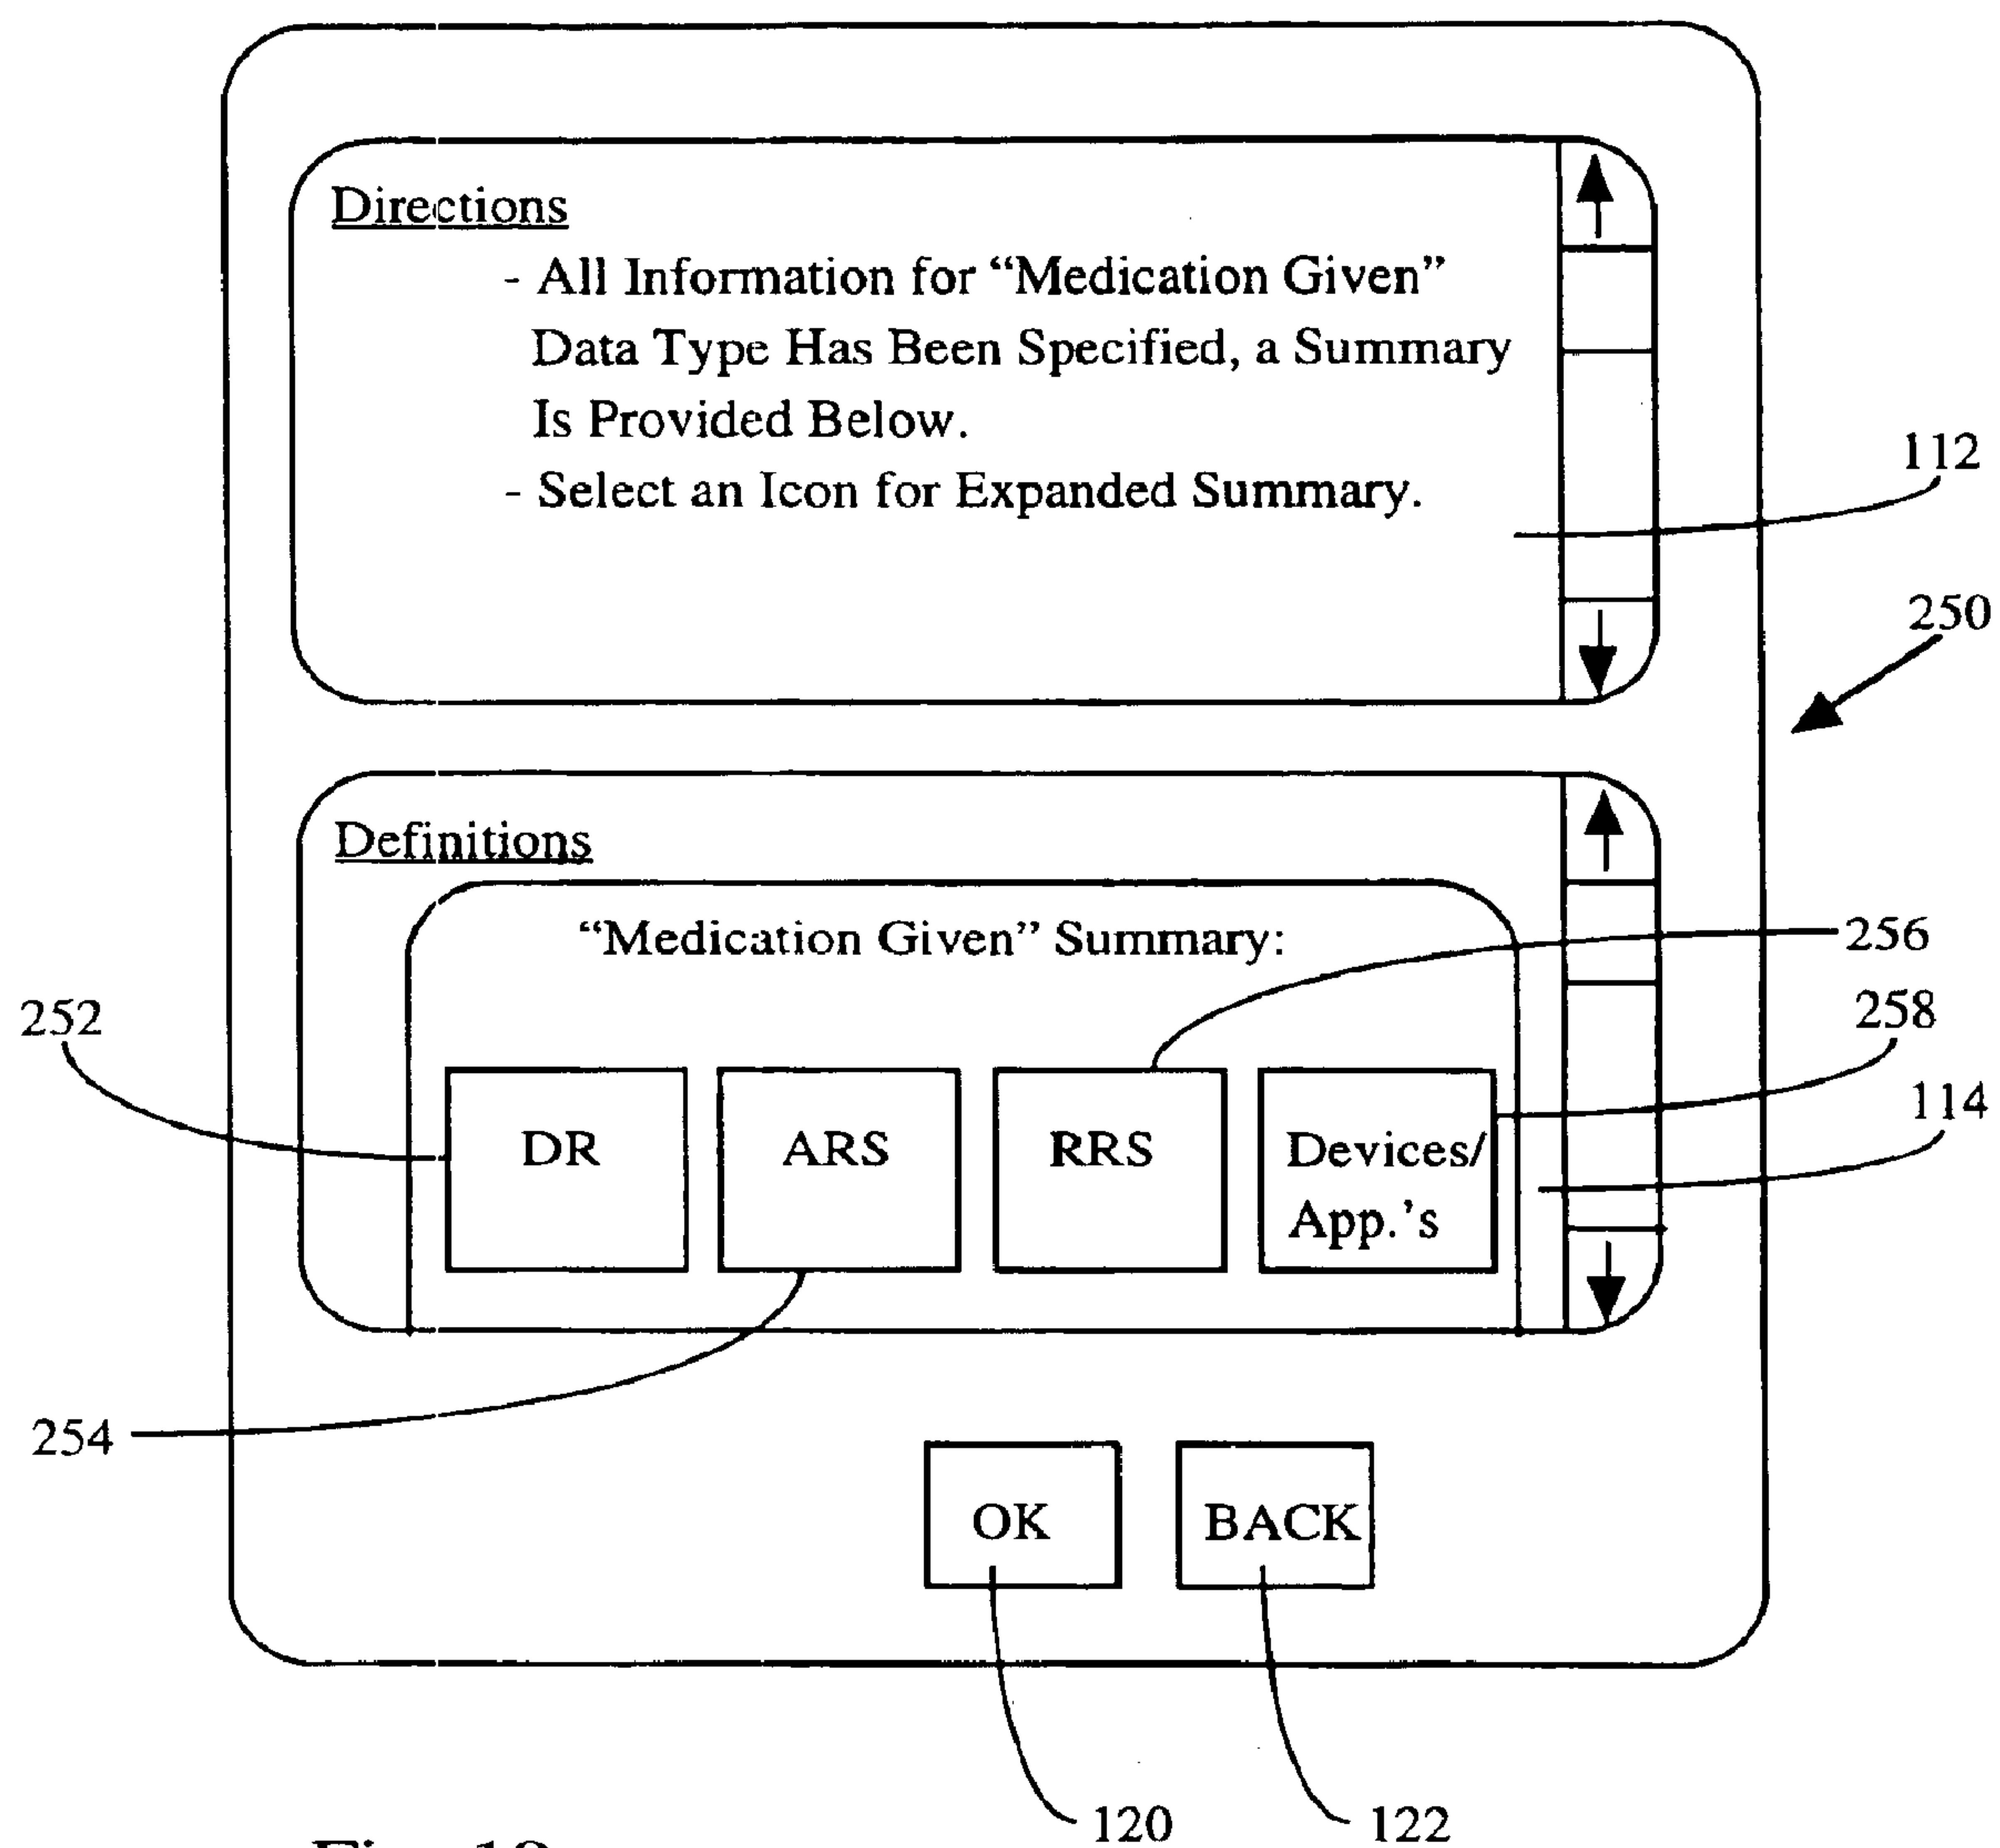 Directions
- All Information for “Medication Given”
Data Type Has Been Specified, a Summary
Is Provided Below.
- Select an Icon for Expanded Summary.
112
250
Definitions
“Medication Given” Summary:
256
252
258
114
DR
ARS
RRS
Devices/
App.'s
254
OK
BACK
120
122